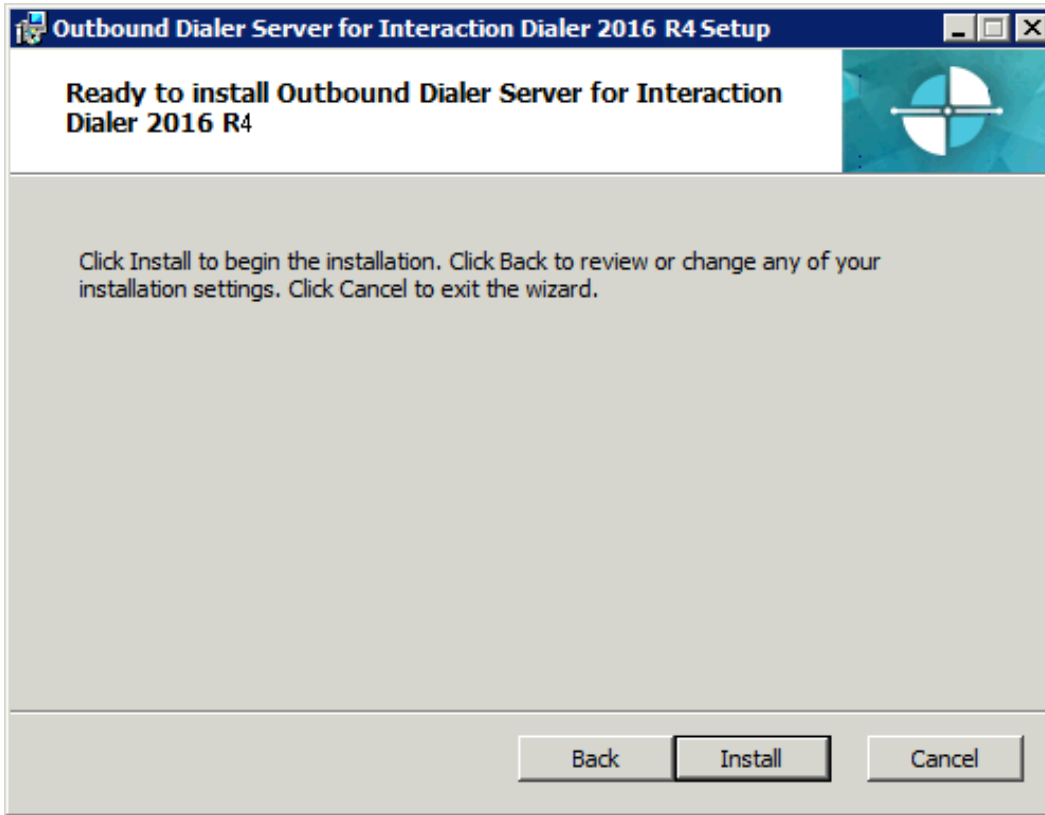 Outbound Dialer Server for Interaction Dialer 2016 R4 Setup
Ready to install Outbound Dialer Server for Interaction
Dialer 2016 R4
Click Install to begin the installation. Click Back to review or change any of your
installation settings. Click Cancel to exit the wizard.
Back Install Cancel